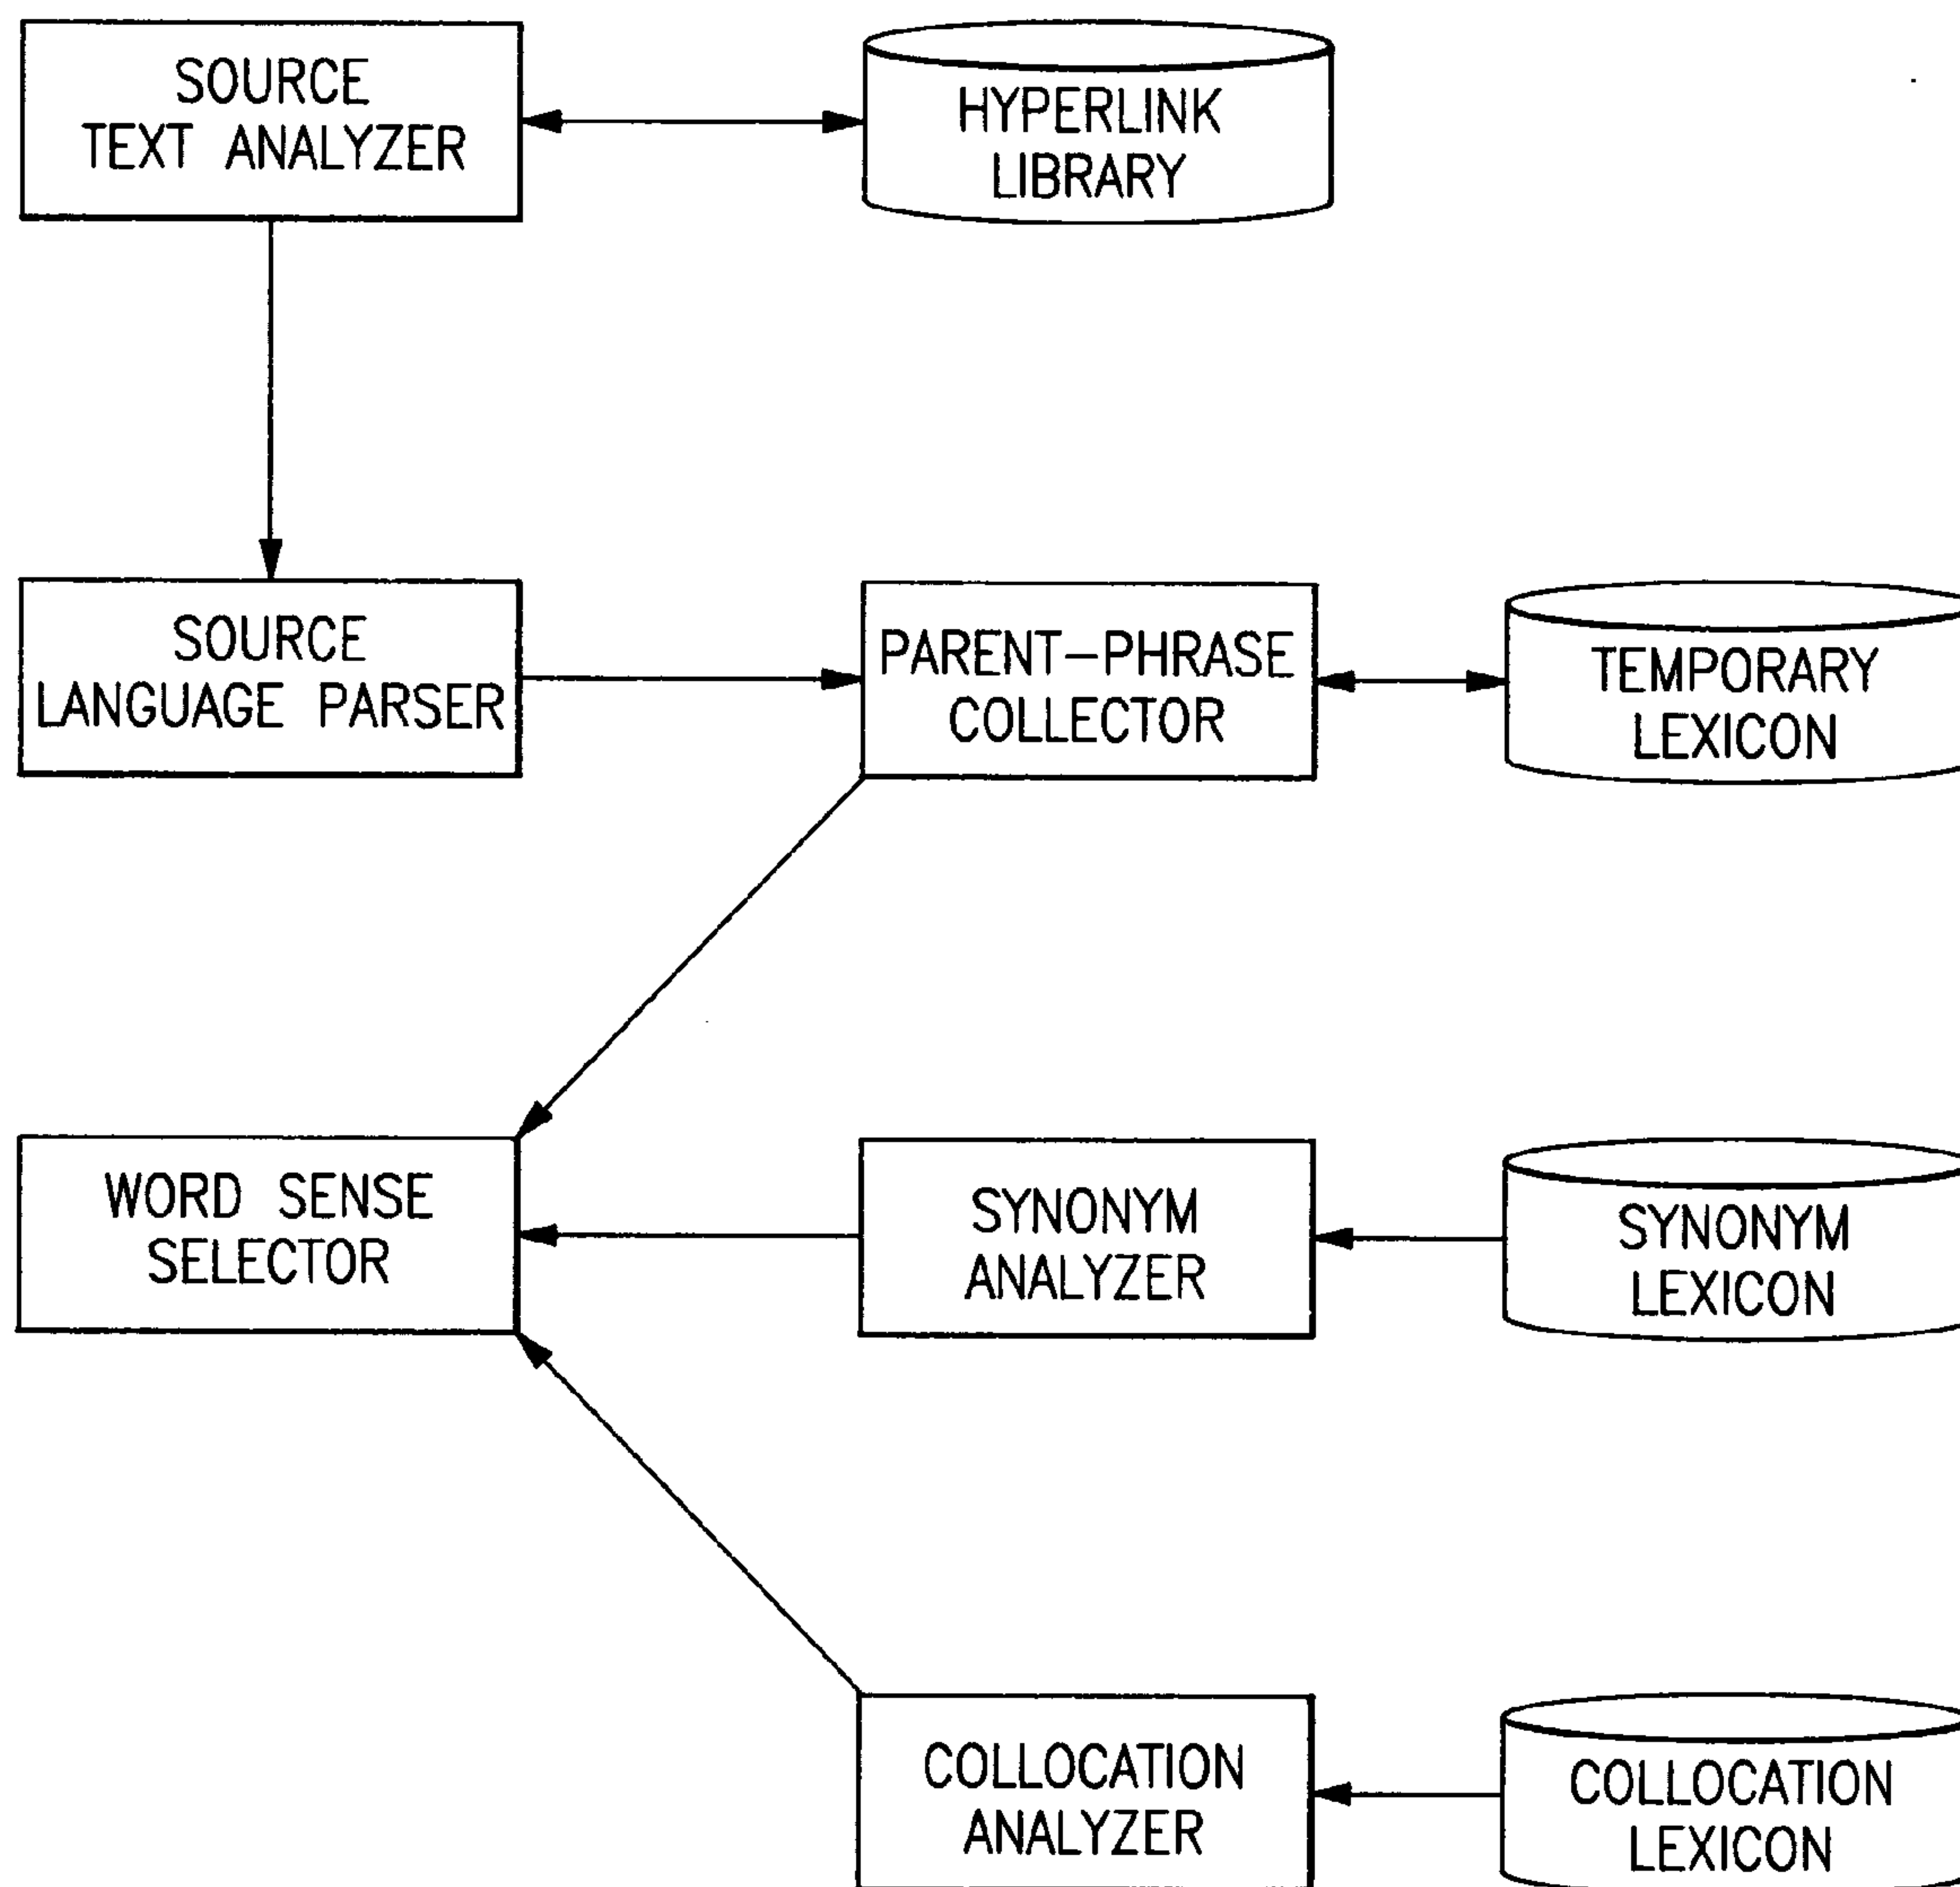 SOURCE
TEXT ANALYZER
HYPERLINK
LIBRARY
SOURCE
LANGUAGE PARSER
PARENT-PHRASE
COLLECTOR
TEMPORARY
LEXICON
WORD SENSE
SELECTOR
SYNONYM
ANALYZER
SYNONYM
LEXICON
COLLOCATION
ANALYZER
COLLOCATION
LEXICON